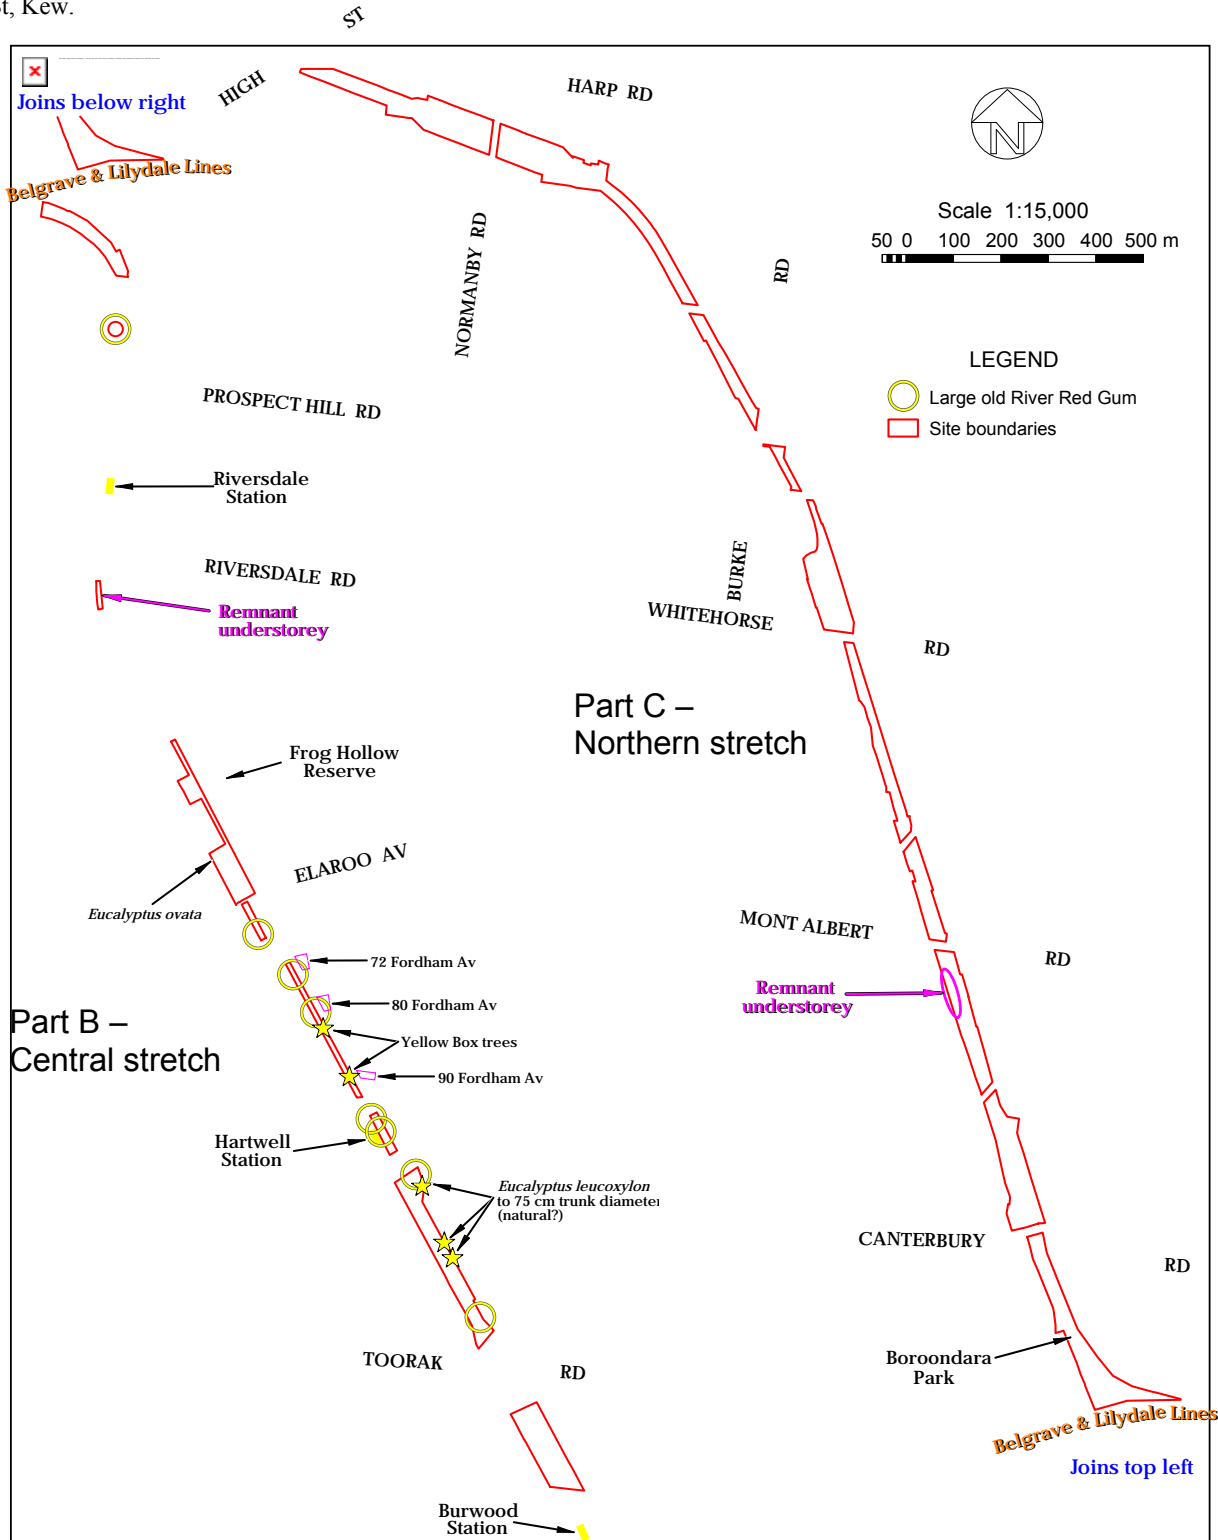 St, Kew.
ST
HIGH
HARP RD
Joins below right
Belgrave & Lilydale Lines
NORMANBY RD
RD
Scale 1:15,000
50 0 100 200 300 400 500 m
LEGEND
Large old River Red Gum
Site boundaries
PROSPECT HILL RD
Riversdale
Station
RIVERSDALE RD
Remnant
understorey
BURKE
WHITEHORSE
RD
Part C –
Northern stretch
Frog Hollow
Reserve
ELAROO AV
Eucalyptus ovata
MONT ALBERT
RD
72 Fordham Av
80 Fordham Av
Remnant
understorey
Part B –
Central stretch
Yellow Box trees
90 Fordham Av
Hartwell
Station
Eucalyptus leucoxylon
to 75 cm trunk diameter
(natural?)
CANTERBURY
RD
TOORAK
RD
Boroondara
Park
Belgrave & Lilydale Lines
Joins top left
Burwood
Station